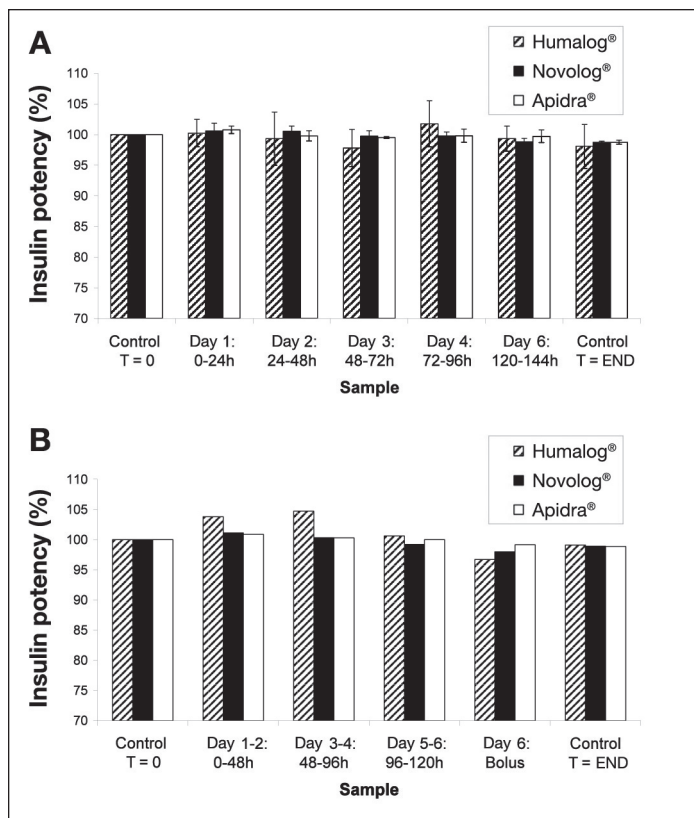 A
Humalog®
Novolog®
Apidra®
Insulin potency (%)
110
105
100
95
90
85
80
75
70
Control Day 1: Day 2: Day 3: Day 4: Day 6: Control
T = 0 0-24h 24-48h 48-72h 72-96h 120-144h T = END
Sample
B
Humalog®
Novolog®
Apidra®
Insulin potency (%)
110
105
100
95
90
85
80
75
70
Control Day 1-2: Day 3-4: Day 5-6: Day 6: Control
T = 0 0-48h 48-96h 96-120h Bolus T = END
Sample